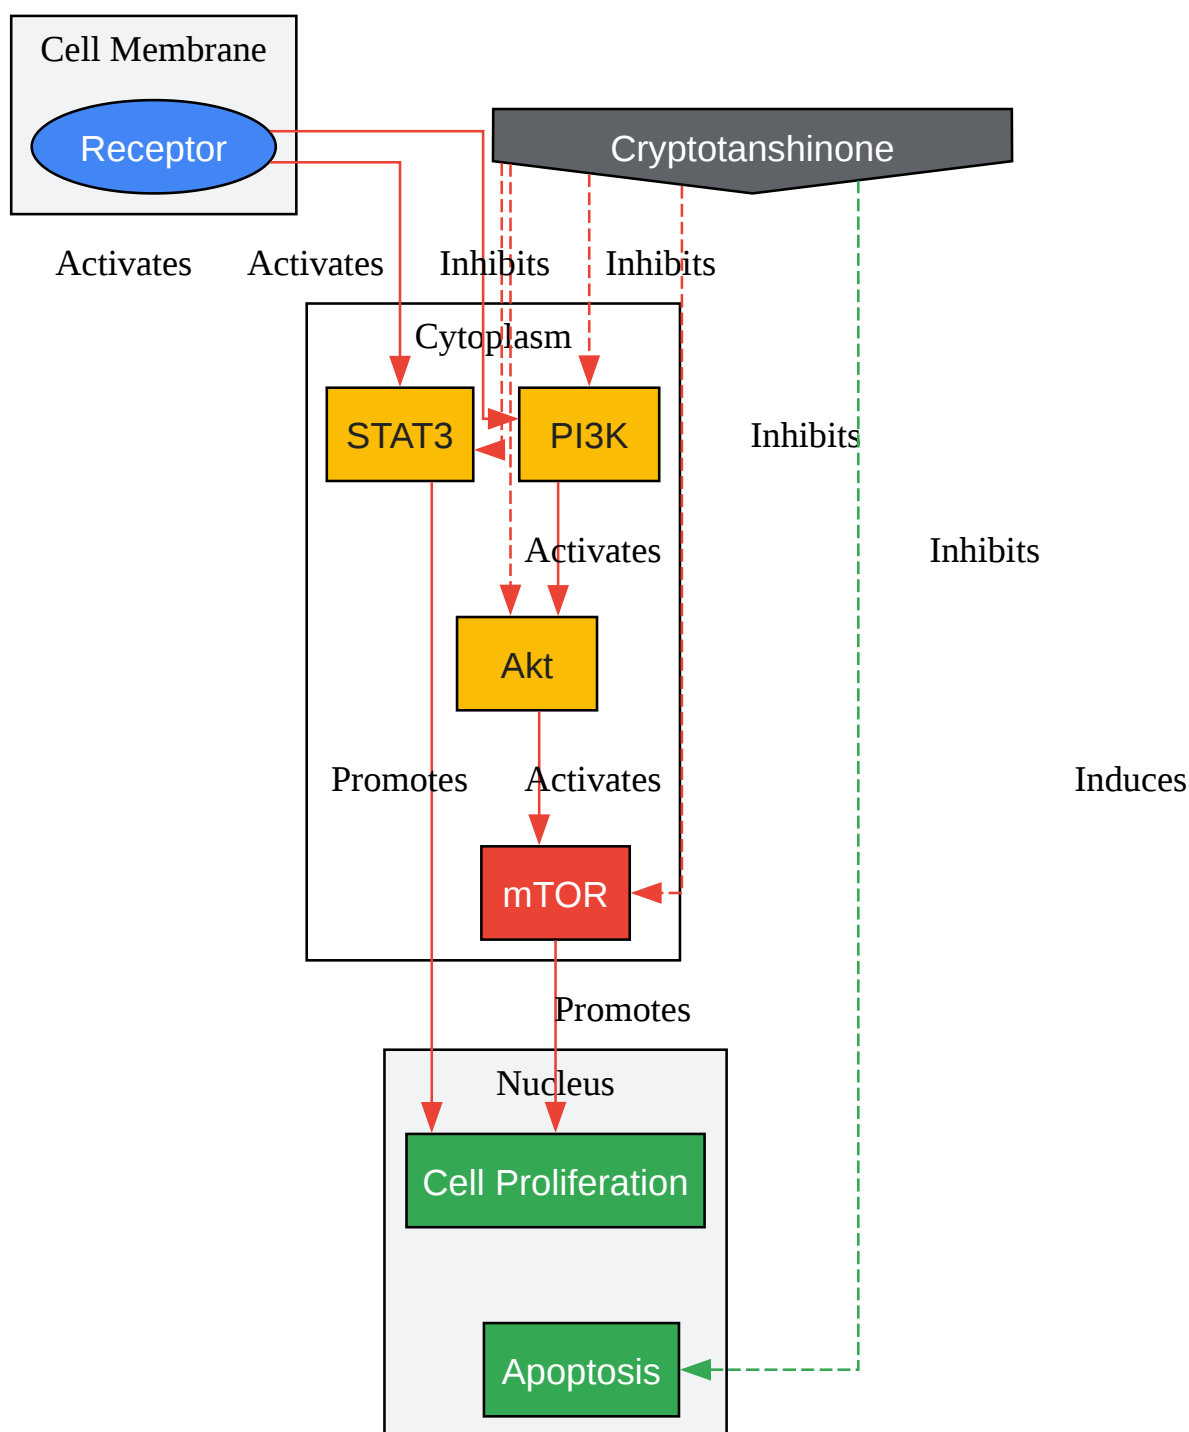 Cell Membrane
Receptor
Cryptotanshinone
Activates
Activates
Inhibits
Inhibits
Cytoplasm
STAT3
PI3K
Inhibits
Activates
Inhibits
Akt
Promotes
Activates
Induces
mTOR
Promotes
Nucleus
Cell Proliferation
Apoptosis